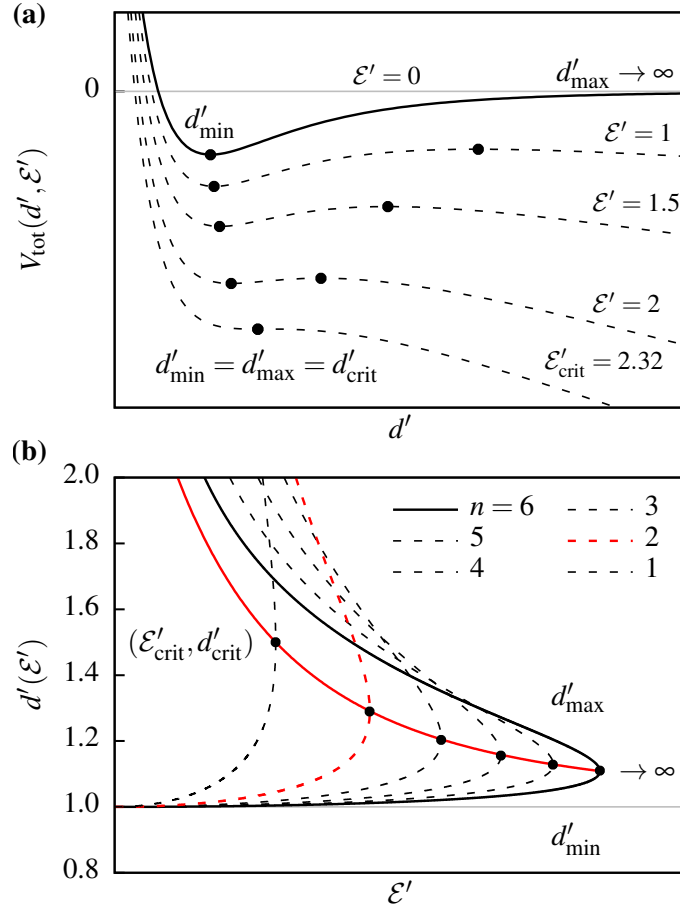 (a)
ℰ′ = 0
d′max → ∞
0
d′min
ℰ′ = 1
ℰ′ = 1.5
ℰ′ = 2
ℰ′crit = 2.32
d′min = d′max = d′crit
Vtot(d′, ℰ′)
d′
(b)
2.0
n = 6
3
1.8
5
2
4
1
1.6
(ℰ′crit, d′crit)
1.4
d′max
1.2
→ ∞
1.0
d′min
0.8
d′(ℰ′)
ℰ′